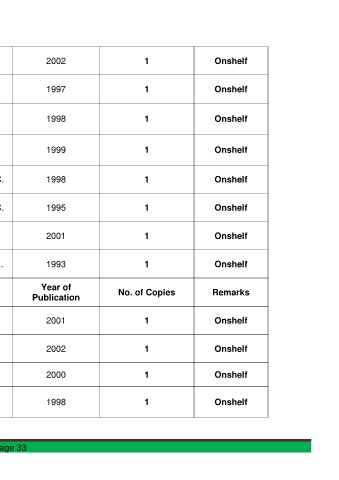 2002 1 Onshelf
1997 1 Onshelf
1998 1 Onshelf
1999 1 Onshelf
1998 1 Onshelf
1995 1 Onshelf
2001 1 Onshelf
1993 1 Onshelf
Year of Publication No. of Copies Remarks
2001 1 Onshelf
2002 1 Onshelf
2000 1 Onshelf
1998 1 Onshelf
age 33